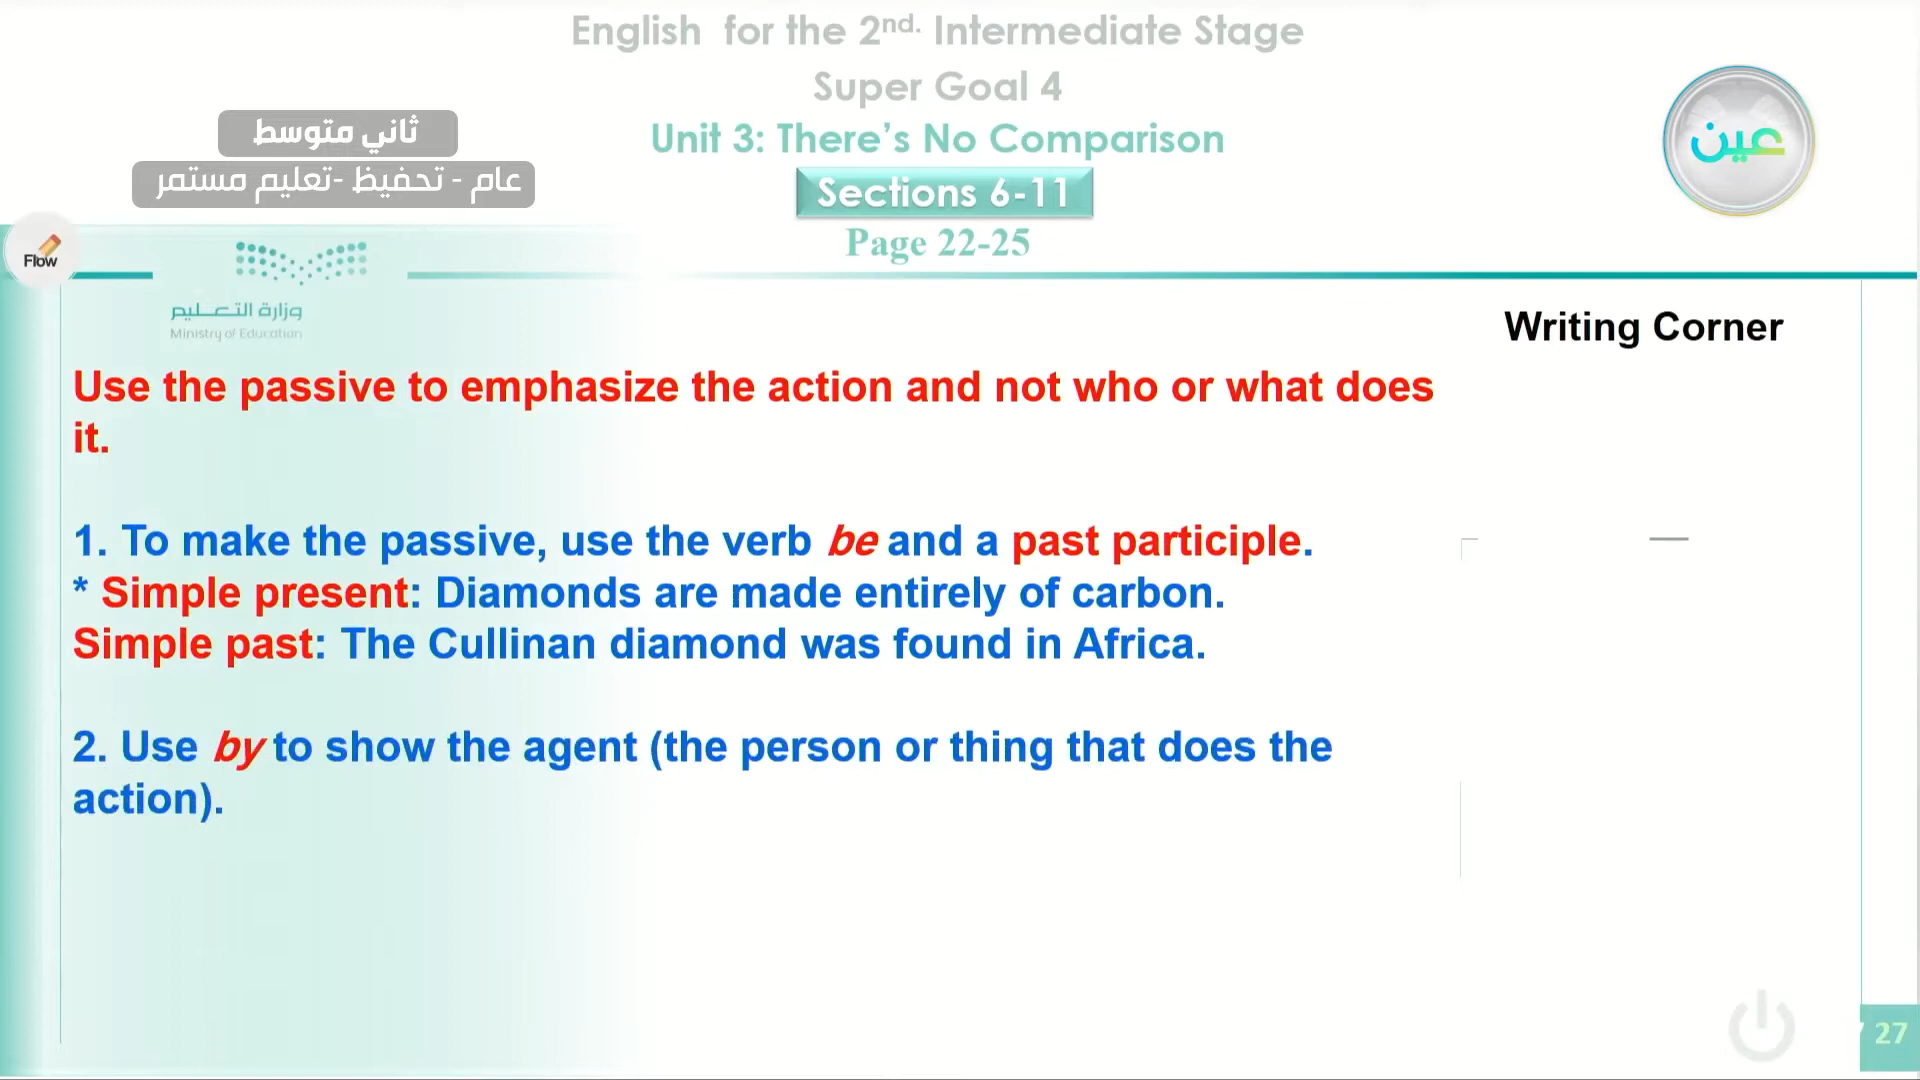 English for the 2nd. Intermediate Stage
Super Goal 4
Unit 3: There's No Comparison
Sections 6-11
Page 22-25
ثاني متوسط
عام - تحفيظ -تعليم مستمر
عين
Flow
وزارة التعليم
Ministry of Education
Writing Corner
Use the passive to emphasize the action and not who or what does
it.
1. To make the passive, use the verb be and a past participle.
* Simple present: Diamonds are made entirely of carbon.
Simple past: The Cullinan diamond was found in Africa.
2. Use by to show the agent (the person or thing that does the
action).
27